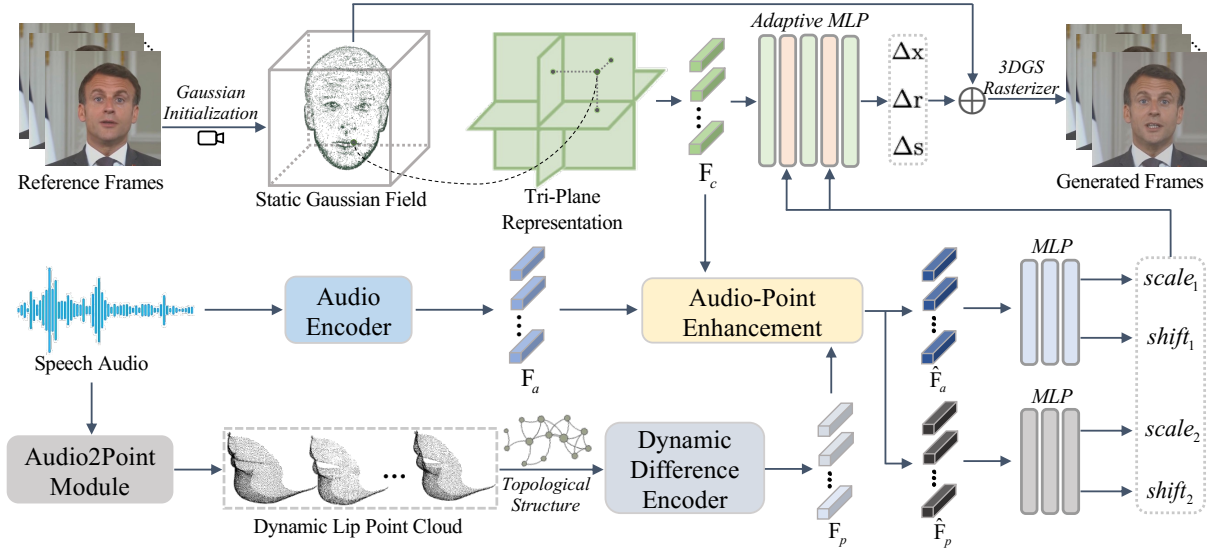 Reference Frames
Gaussian
Initialization
Static Gaussian Field
Tri-Plane
Representation
F_c
Adaptive MLP
Δx
Δr
Δs
3DGS
Rasterizer
Generated Frames
Speech Audio
Audio
Encoder
F_a
Audio-Point
Enhancement
F̂_a
MLP
scale_1
shift_1
Audio2Point
Module
Dynamic Lip Point Cloud
Topological
Structure
Dynamic
Difference
Encoder
F_p
F̂_p
MLP
scale_2
shift_2